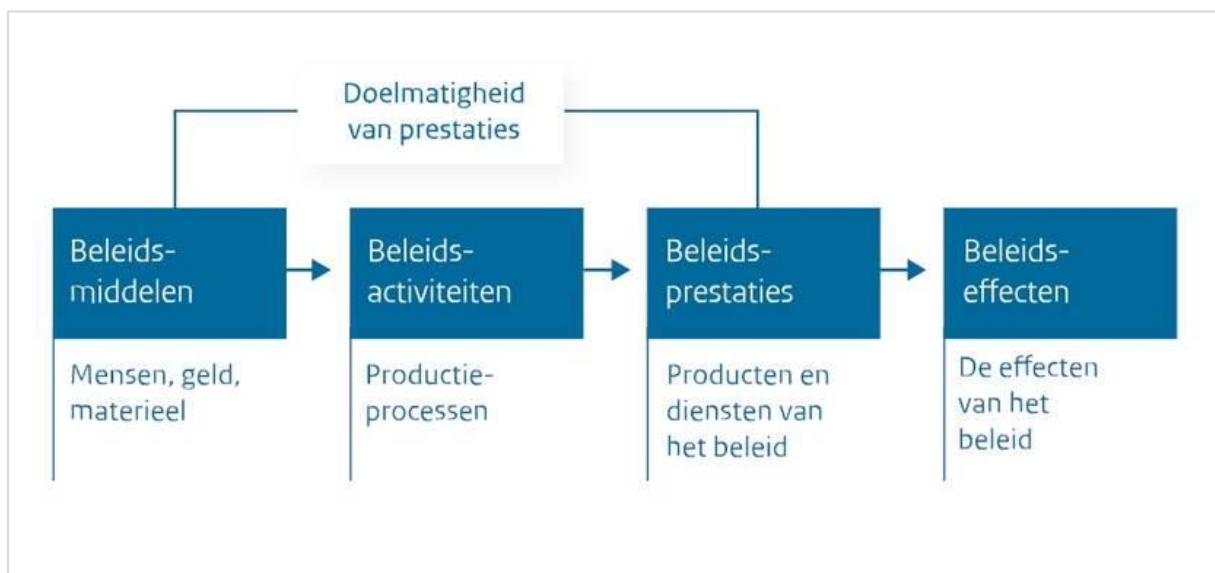 Doelmatigheid
van prestaties
Beleids-
middelen
Mensen, geld,
materieel
Beleids-
activiteiten
Productie-
processen
Beleids-
prestaties
Producten en
diensten van
het beleid
Beleids-
effecten
De effecten
van het
beleid